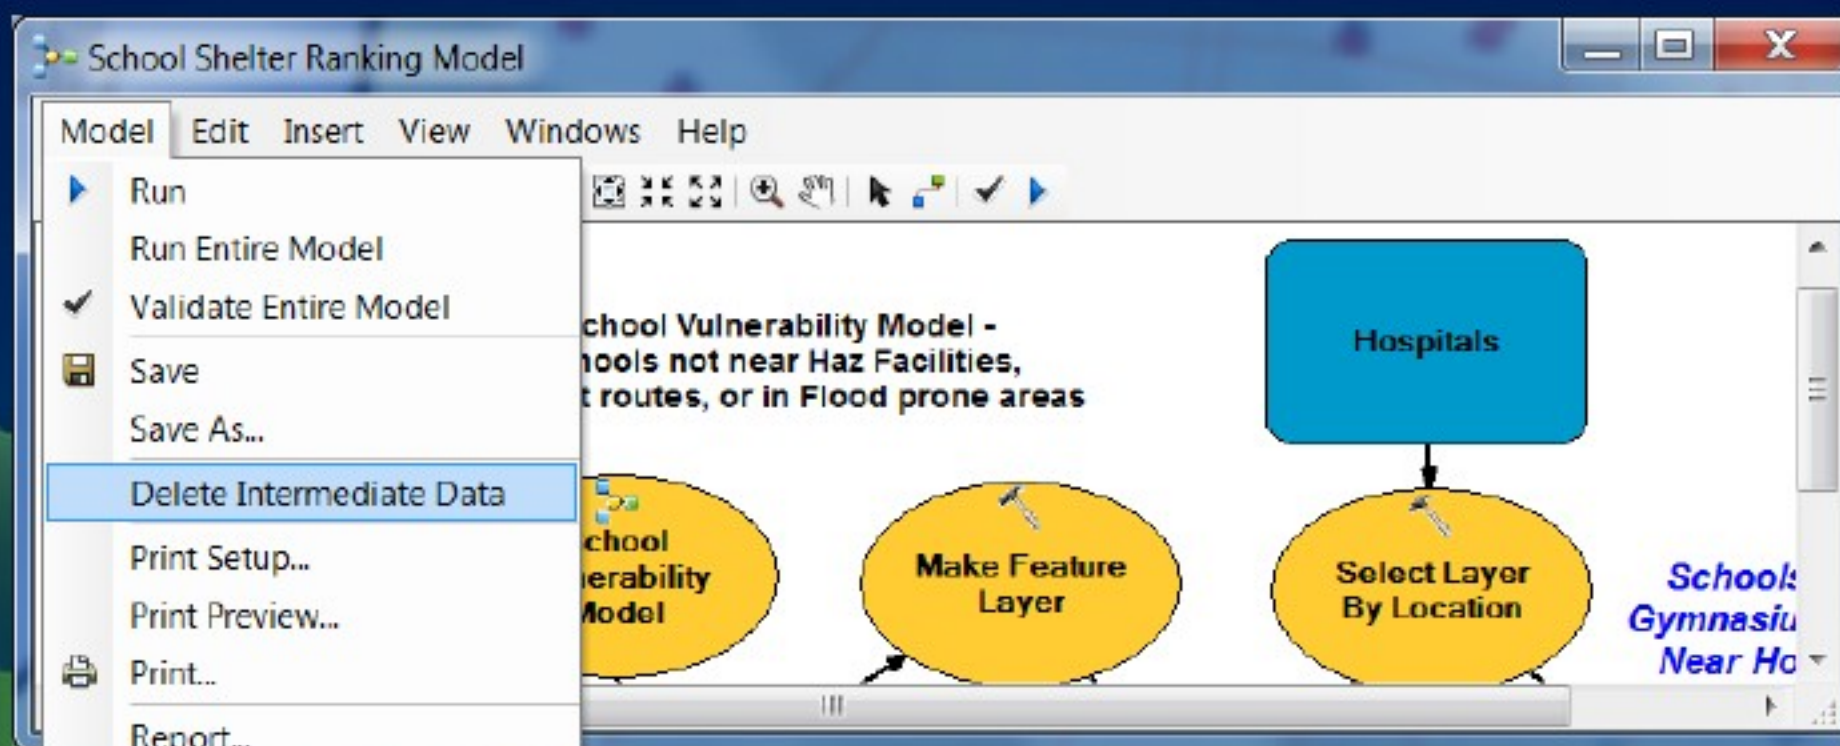 School Shelter Ranking Model
Model Edit Insert View Windows Help
Run
Run Entire Model
Validate Entire Model
Save
Save As...
Delete Intermediate Data
Print Setup...
Print Preview...
Print...
Report...
chool Vulnerability Model -
hools not near Haz Facilities,
t routes, or in Flood prone areas
Hospitals
chool
nerability
Model
Make Feature
Layer
Select Layer
By Location
Schools
Gymnasiu
Near Ho